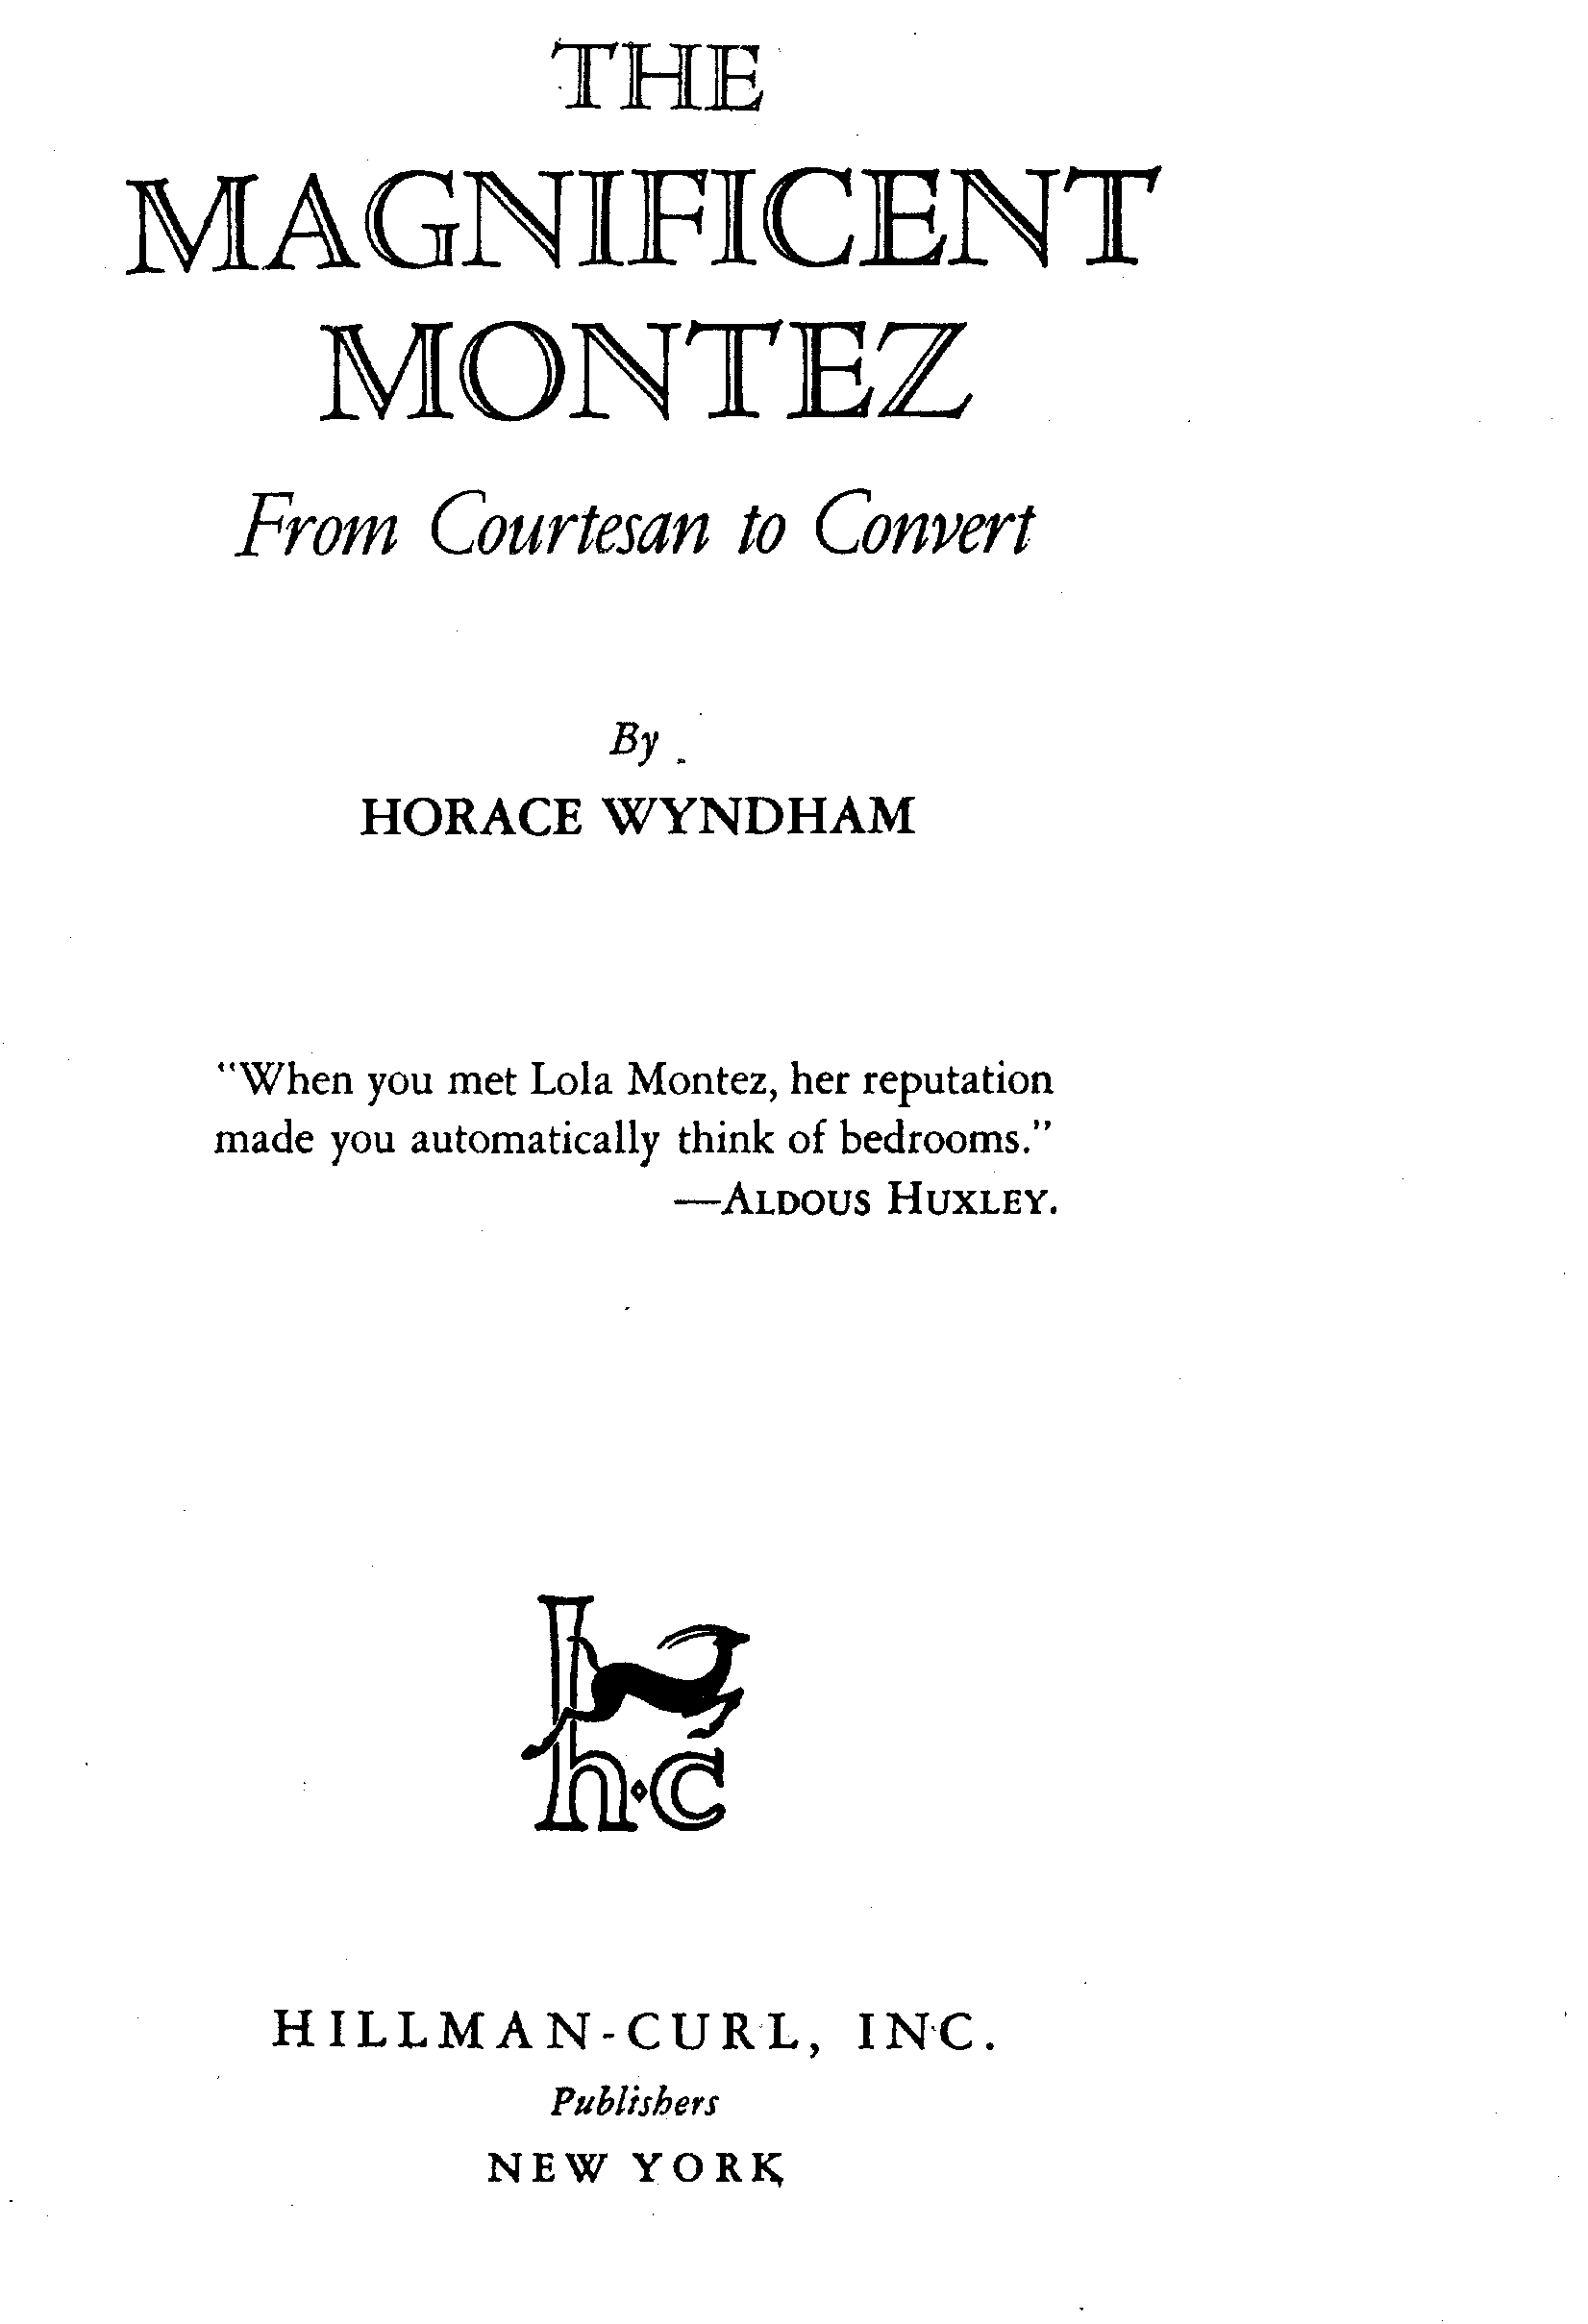 THE
MAGNIFICENT
MONTEZ
From Courtesan to Convert
By
HORACE WYNDHAM
"When you met Lola Montez, her reputation
made you automatically think of bedrooms."
—ALDOUS HUXLEY.
h·c
HILLMAN-CURL, INC.
Publishers
NEW YORK